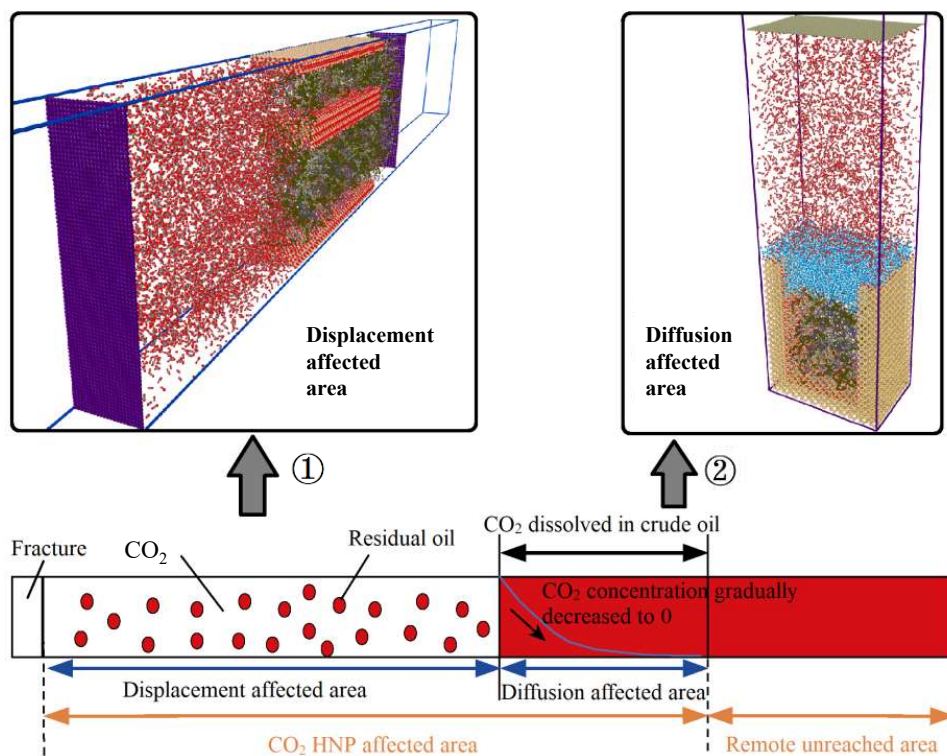 Displacement
affected
area
Diffusion
affected
area
①
②
CO₂ dissolved in crude oil
Fracture
CO₂
Residual oil
CO₂ concentration gradually
decreased to 0
Displacement affected area
Diffusion affected area
CO₂ HNP affected area
Remote unreached area